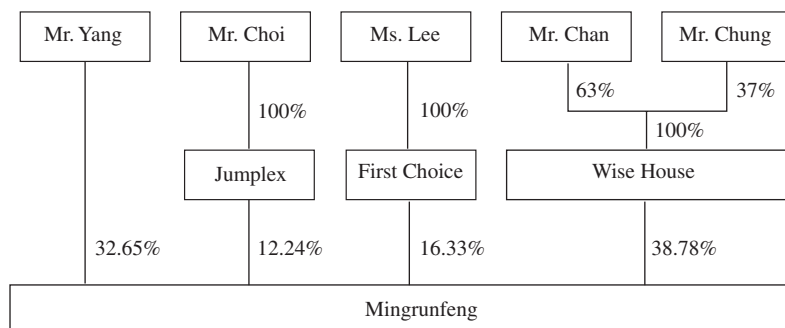 Mr. Yang
Mr. Choi
Ms. Lee
Mr. Chan
Mr. Chung
63%
37%
100%
100%
100%
Jumplex
First Choice
Wise House
32.65%
12.24%
16.33%
38.78%
Mingrunfeng